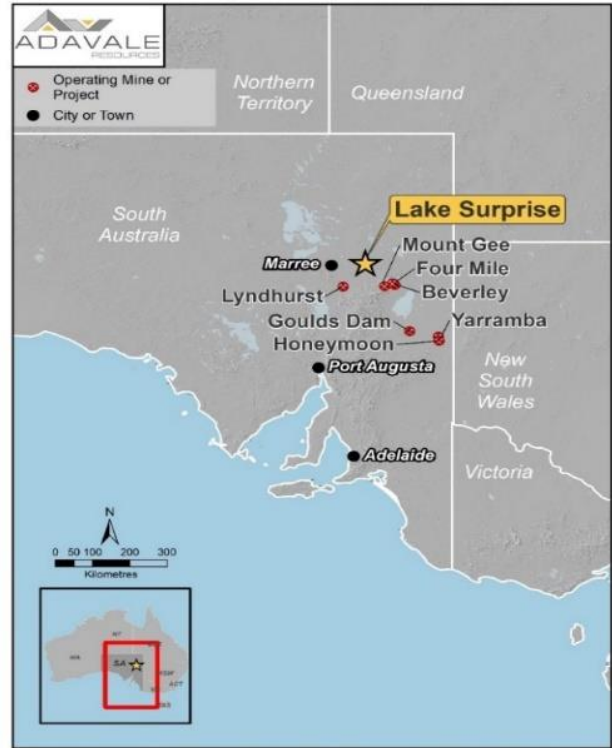 ADAVALE
RESOURCES
Operating Mine or
Project
City or Town
Northern
Territory
Queensland
South
Australia
Lake Surprise
Marree
Mount Gee
Four Mile
Lyndhurst
Beverley
Goulds Dam
Yarramba
Honeymoon
Port Augusta
New
South
Wales
Adelaide
Victoria
N
0 50 100 200 300
Kilometres
NT
WA
SA
NSW
ACT